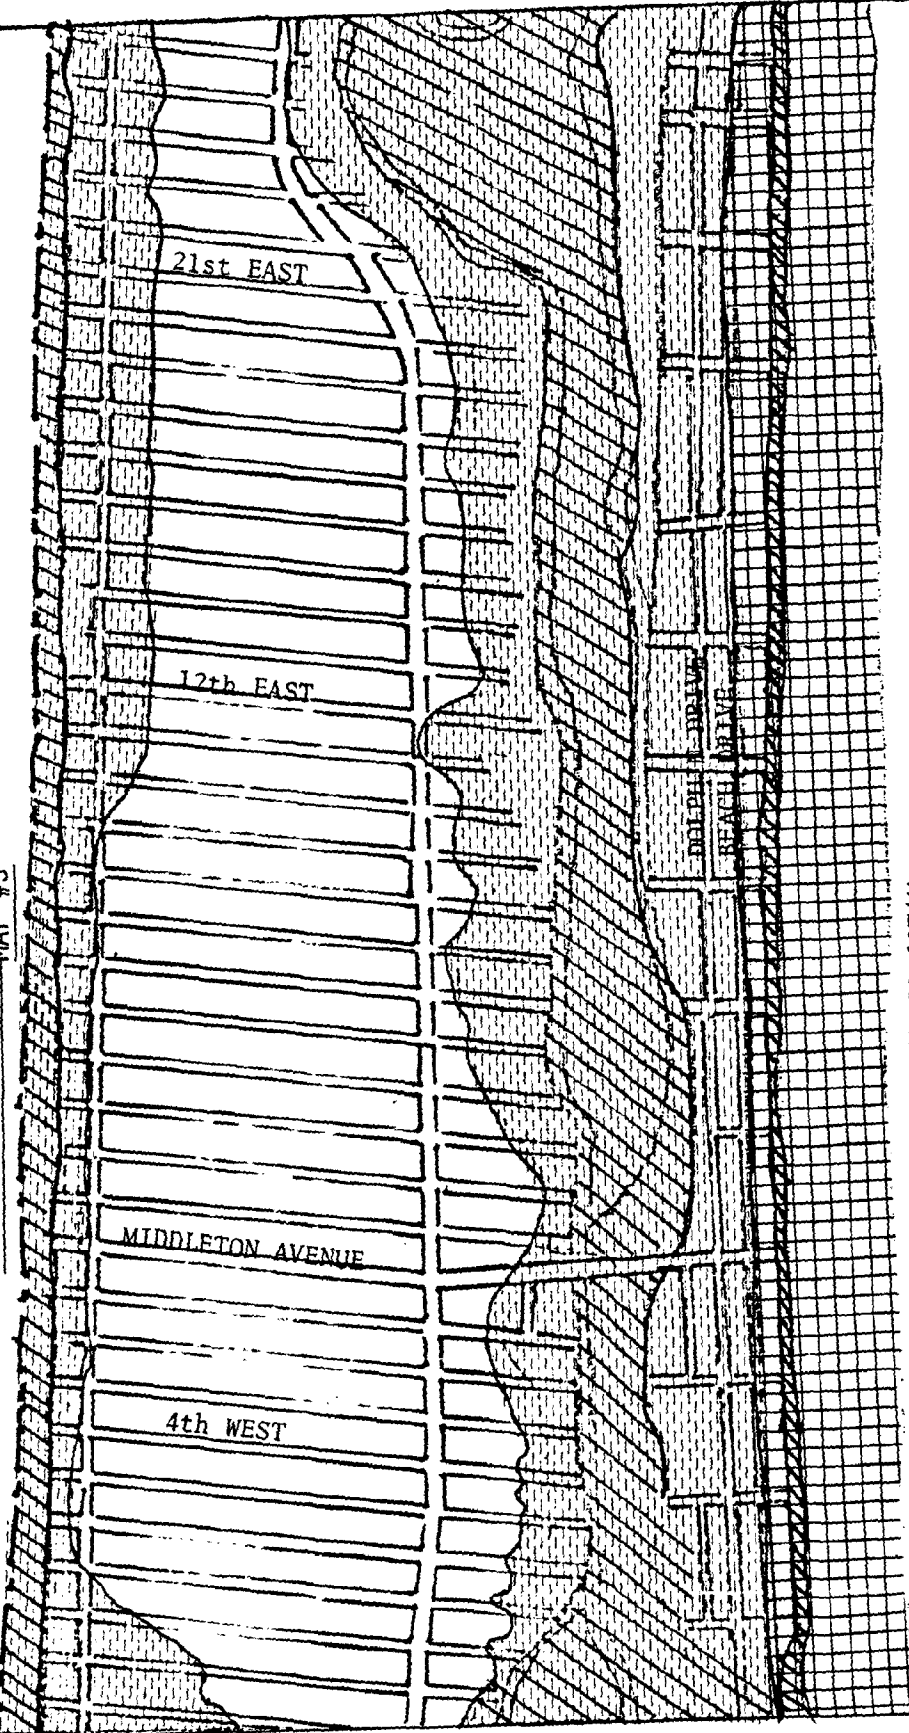 21st EAST
12th EAST
DOLPHIN DRIVE
BEACH DRIVE
MIDDLETON AVENUE
4th WEST